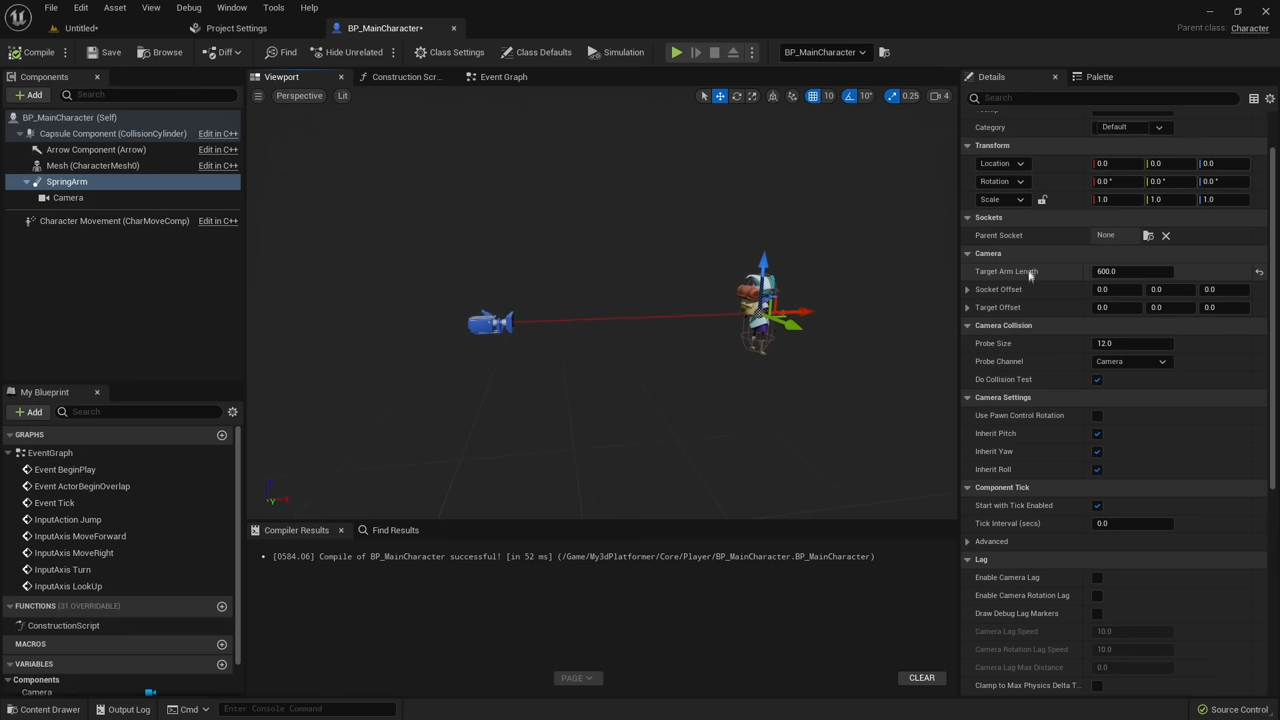 File Edit Asset View Debug Window Tools Help
Untitled•
Project Settings
BP_MainCharacter•
Parent class: Character
Compile
Save
Browse
Diff
Find
Hide Unrelated
Class Settings
Class Defaults
Simulation
BP_MainCharacter
Components
Add
Search
BP_MainCharacter (Self)
Capsule Component (CollisionCylinder) Edit in C++
Arrow Component (Arrow) Edit in C++
Mesh (CharacterMesh0) Edit in C++
SpringArm
Camera
Character Movement (CharMoveComp) Edit in C++
My Blueprint
Add
Search
GRAPHS
EventGraph
Event BeginPlay
Event ActorBeginOverlap
Event Tick
InputAction Jump
InputAxis MoveForward
InputAxis MoveRight
InputAxis Turn
InputAxis LookUp
FUNCTIONS (31 OVERRIDABLE)
ConstructionScript
MACROS
VARIABLES
Components
Camera
Viewport
Construction Scr...
Event Graph
Perspective
Lit
10
10°
0.25
4
Compiler Results
Find Results
[0584.06] Compile of BP_MainCharacter successful! [in 52 ms] (/Game/My3dPlatformer/Core/Player/BP_MainCharacter.BP_MainCharacter)
PAGE
CLEAR
Details
Palette
Search
Category Default
Transform
Location 0.0 0.0 0.0
Rotation 0.0 ° 0.0 ° 0.0 °
Scale 1.0 1.0 1.0
Sockets
Parent Socket None
Camera
Target Arm Length 600.0
Socket Offset 0.0 0.0 0.0
Target Offset 0.0 0.0 0.0
Camera Collision
Probe Size 12.0
Probe Channel Camera
Do Collision Test
Camera Settings
Use Pawn Control Rotation
Inherit Pitch
Inherit Yaw
Inherit Roll
Component Tick
Start with Tick Enabled
Tick Interval (secs) 0.0
Advanced
Lag
Enable Camera Lag
Enable Camera Rotation Lag
Draw Debug Lag Markers
Camera Lag Speed 10.0
Camera Rotation Lag Speed 10.0
Camera Lag Max Distance 0.0
Clamp to Max Physics Delta T...
Content Drawer
Output Log
Cmd
Enter Console Command
Source Control